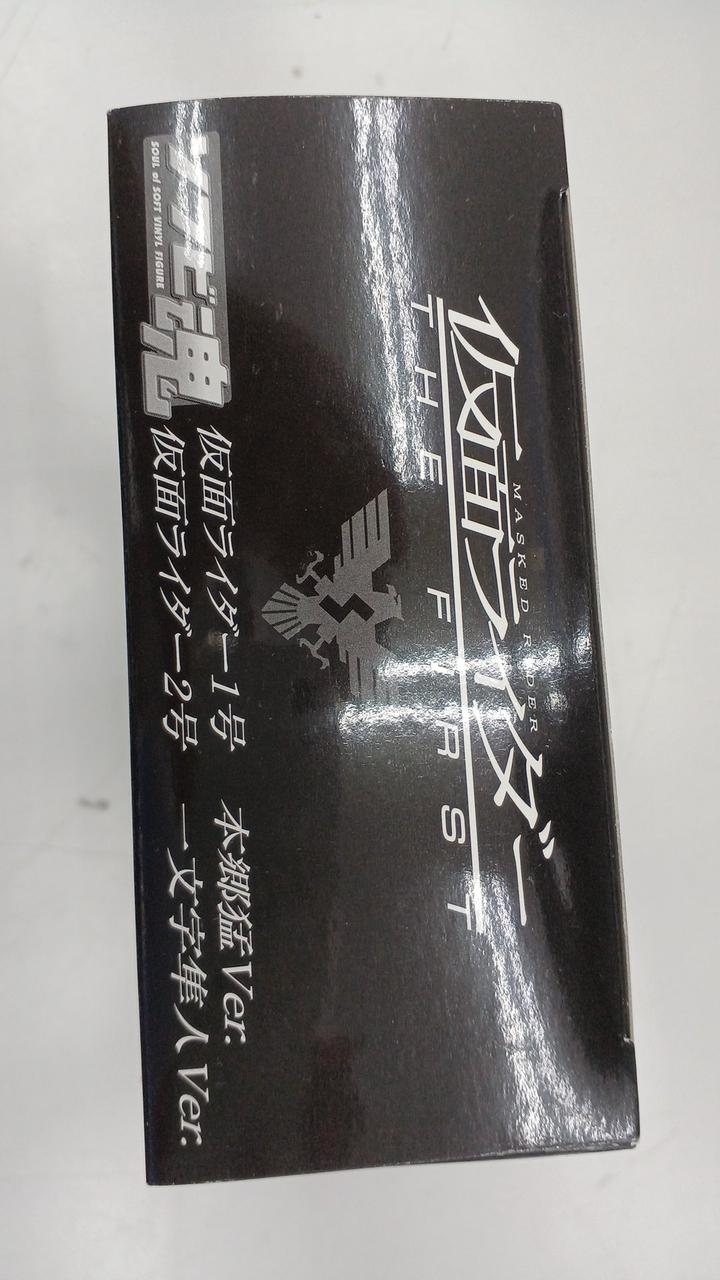 MASKED RIDER
仮面ライダー
THE FIRST
ソフビ魂
SOUL of SOFT VINYL FIGURE
仮面ライダー1号 本郷猛Ver.
仮面ライダー2号 一文字隼人Ver.